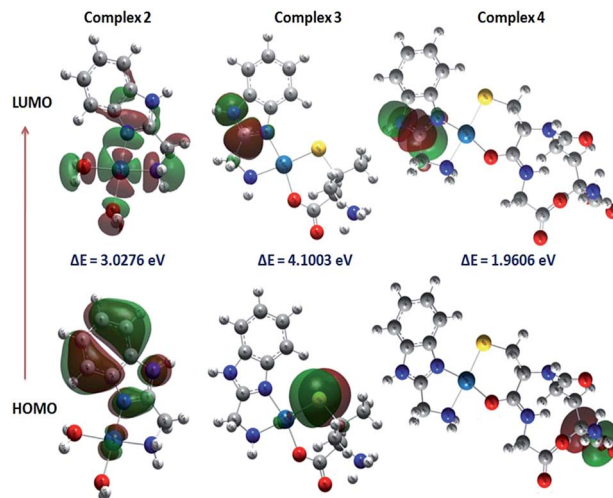 Complex 2 Complex 3 Complex 4
LUMO
ΔE = 3.0276 eV ΔE = 4.1003 eV ΔE = 1.9606 eV
HOMO